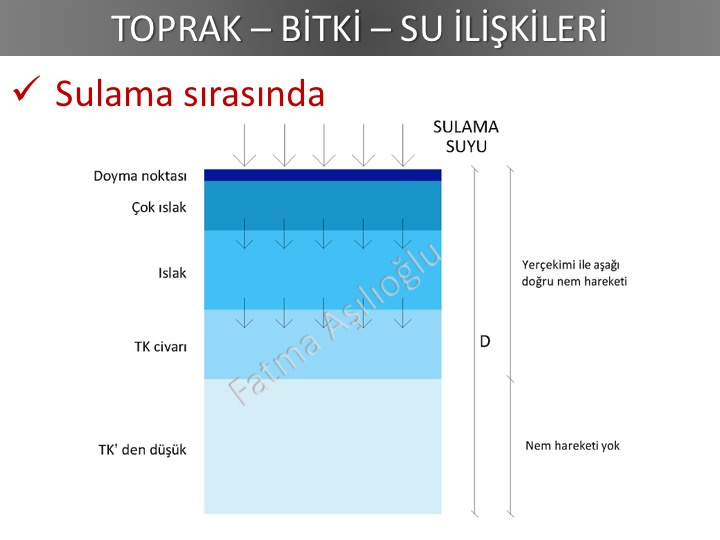 TOPRAK – BİTKİ – SU İLİŞKİLERİ
✓ Sulama sırasında
SULAMA
SUYU
Doyma noktası
Çok ıslak
Islak
Yerçekimi ile aşağı
doğru nem hareketi
TK civarı
D
TK' den düşük
Nem hareketi yok
Fatma Aşılıoğlu